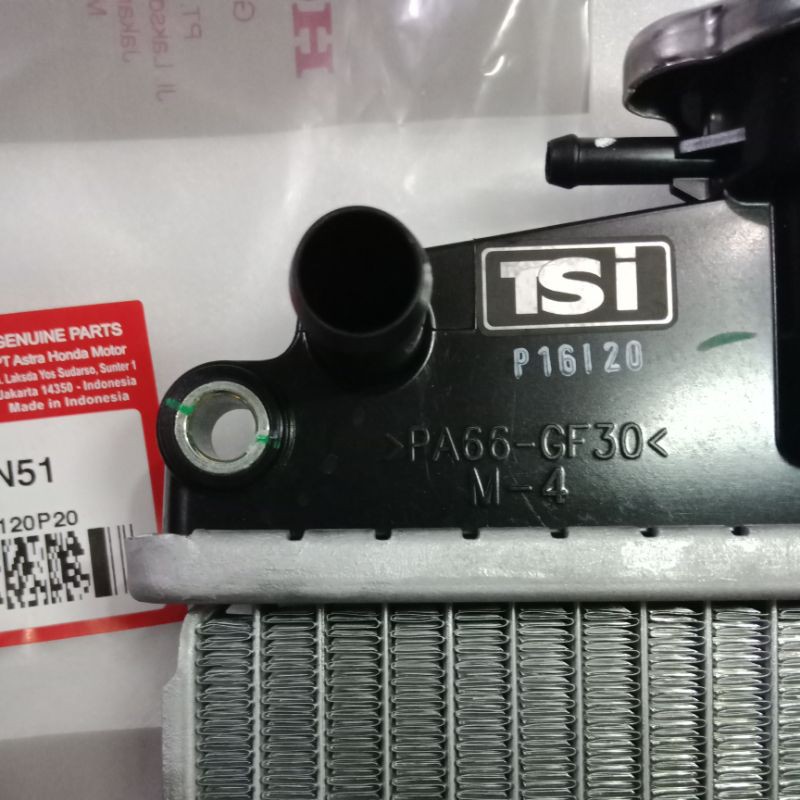 GENUINE PARTS
PT Astra Honda Motor
Laksda Yos Sudarso, Sunter 1
Jakarta 14350 - Indonesia
Made in Indonesia
N51
120P20
TSi
P16I20
>PA66-GF30<
M-4